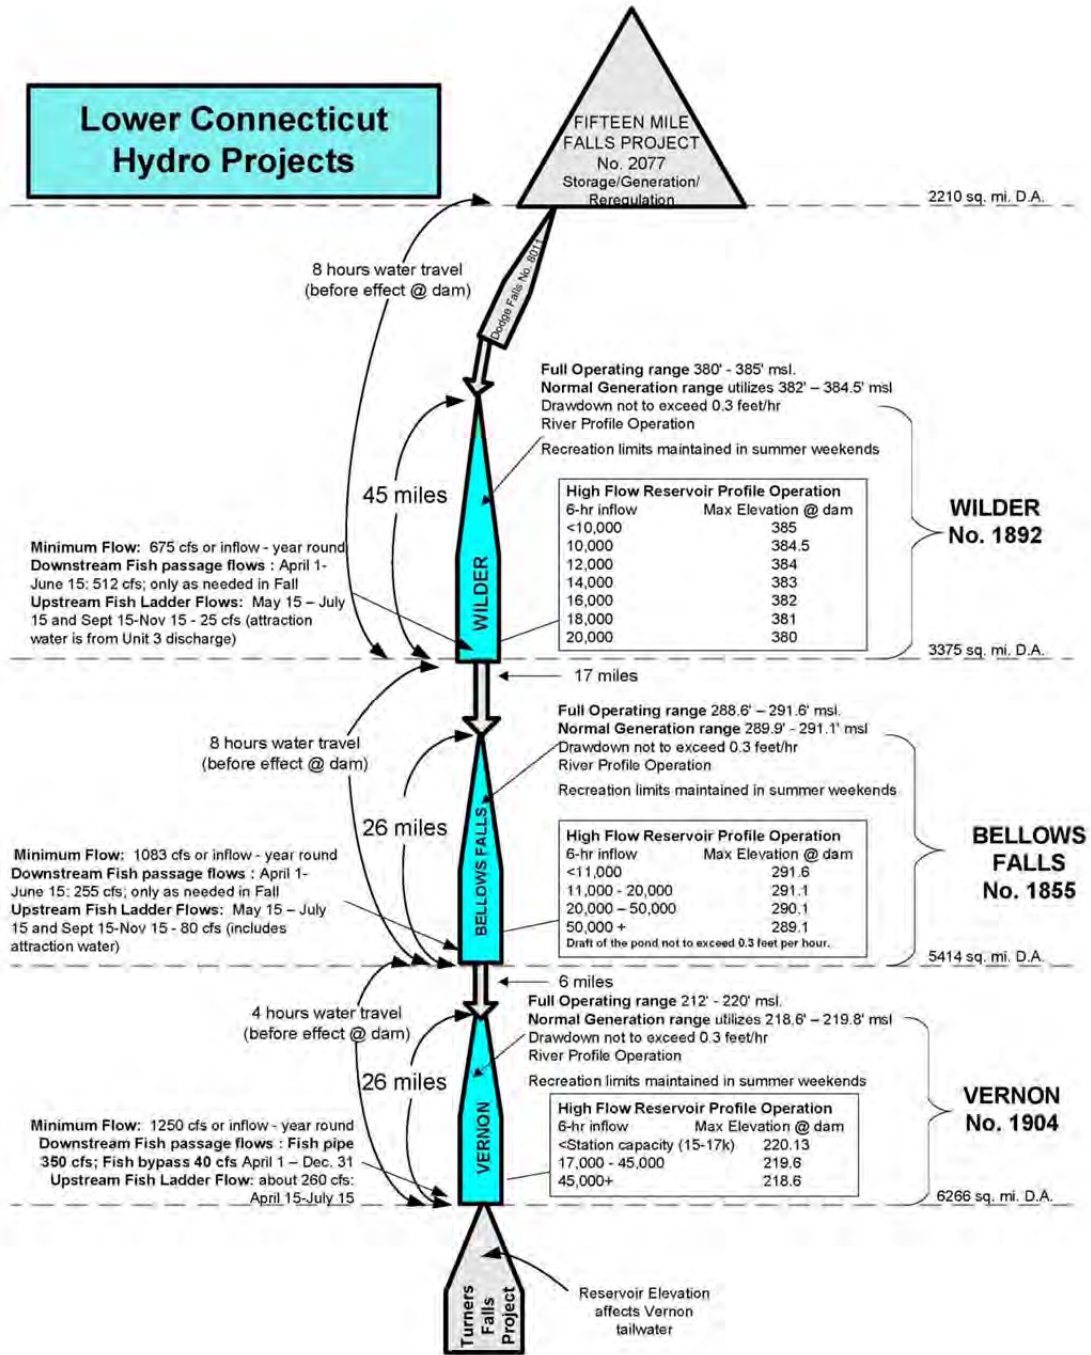 Lower Connecticut
Hydro Projects
FIFTEEN MILE
FALLS PROJECT
No. 2077
Storage/Generation/
Reregulation
2210 sq. mi. D.A.
8 hours water travel
(before effect @ dam)
Dodge Falls No. 8011
Full Operating range 380' - 385' msl.
Normal Generation range utilizes 382' – 384.5' msl
Drawdown not to exceed 0.3 feet/hr
River Profile Operation
Recreation limits maintained in summer weekends
45 miles
High Flow Reservoir Profile Operation
6-hr inflow Max Elevation @ dam
<10,000 385
10,000 384.5
12,000 384
14,000 383
16,000 382
18,000 381
20,000 380
WILDER
No. 1892
Minimum Flow: 675 cfs or inflow - year round
Downstream Fish passage flows : April 1-
June 15: 512 cfs; only as needed in Fall
Upstream Fish Ladder Flows: May 15 – July
15 and Sept 15-Nov 15 - 25 cfs (attraction
water is from Unit 3 discharge)
WILDER
3375 sq. mi. D.A.
17 miles
8 hours water travel
(before effect @ dam)
Full Operating range 288.6' – 291.6' msl.
Normal Generation range 289.9' - 291.1' msl
Drawdown not to exceed 0.3 feet/hr
River Profile Operation
Recreation limits maintained in summer weekends
26 miles
High Flow Reservoir Profile Operation
6-hr inflow Max Elevation @ dam
<11,000 291.6
11,000 - 20,000 291.1
20,000 – 50,000 290.1
50,000 + 289.1
Draft of the pond not to exceed 0.3 feet per hour.
BELLOWS
FALLS
No. 1855
Minimum Flow: 1083 cfs or inflow - year round
Downstream Fish passage flows : April 1-
June 15: 255 cfs; only as needed in Fall
Upstream Fish Ladder Flows: May 15 – July
15 and Sept 15-Nov 15 - 80 cfs (includes
attraction water)
BELLOWS FALLS
5414 sq. mi. D.A.
6 miles
4 hours water travel
(before effect @ dam)
Full Operating range 212' - 220' msl.
Normal Generation range utilizes 218.6' – 219.8' msl
Drawdown not to exceed 0.3 feet/hr
River Profile Operation
Recreation limits maintained in summer weekends
26 miles
High Flow Reservoir Profile Operation
6-hr inflow Max Elevation @ dam
<Station capacity (15-17k) 220.13
17,000 - 45,000 219.6
45,000+ 218.6
VERNON
No. 1904
Minimum Flow: 1250 cfs or inflow - year round
Downstream Fish passage flows : Fish pipe
350 cfs; Fish bypass 40 cfs April 1 – Dec. 31
Upstream Fish Ladder Flow: about 260 cfs:
April 15-July 15
VERNON
6266 sq. mi. D.A.
Turners
Falls
Project
Reservoir Elevation
affects Vernon
tailwater